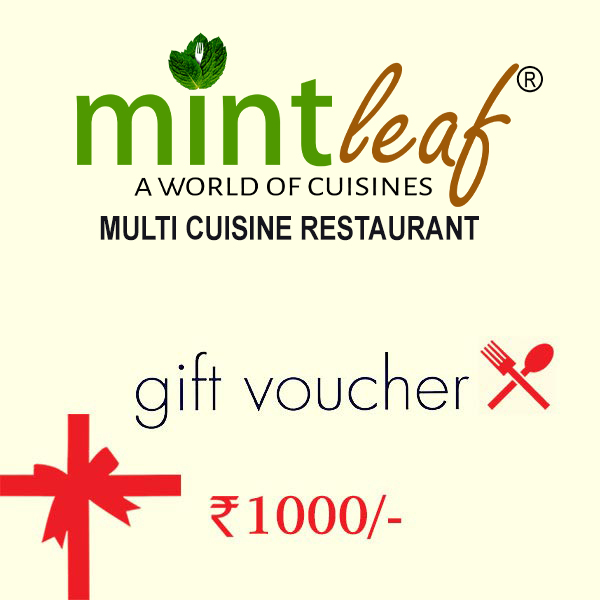 mintleaf®
A WORLD OF CUISINES
MULTI CUISINE RESTAURANT
gift voucher
₹1000/-